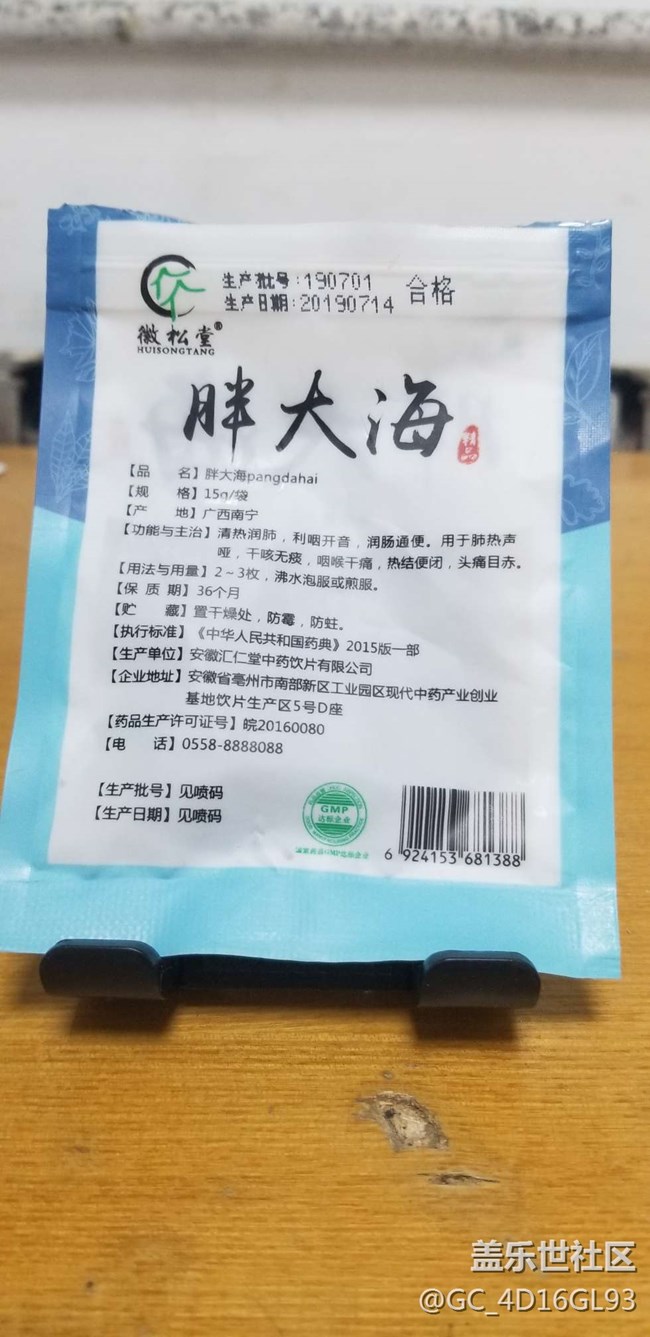 生产批号:190701
生产日期:20190714
合格
徽松堂®
HUISONGTANG
胖大海
精品
【品 名】胖大海pangdahai
【规 格】15g/袋
【产 地】广西南宁
【功能与主治】清热润肺，利咽开音，润肠通便。用于肺热声
哑，干咳无痰，咽喉干痛，热结便闭，头痛目赤。
【用法与用量】2～3枚，沸水泡服或煎服。
【保 质 期】36个月
【贮 藏】置干燥处，防霉，防蛀。
【执行标准】《中华人民共和国药典》2015版一部
【生产单位】安徽汇仁堂中药饮片有限公司
【企业地址】安徽省亳州市南部新区工业园区现代中药产业创业
基地饮片生产区5号D座
【药品生产许可证号】皖20160080
【电 话】0558-8888088
【生产批号】见喷码
【生产日期】见喷码
GMP
达标企业
6 924153 681388
盖乐世社区
@GC_4D16GL93